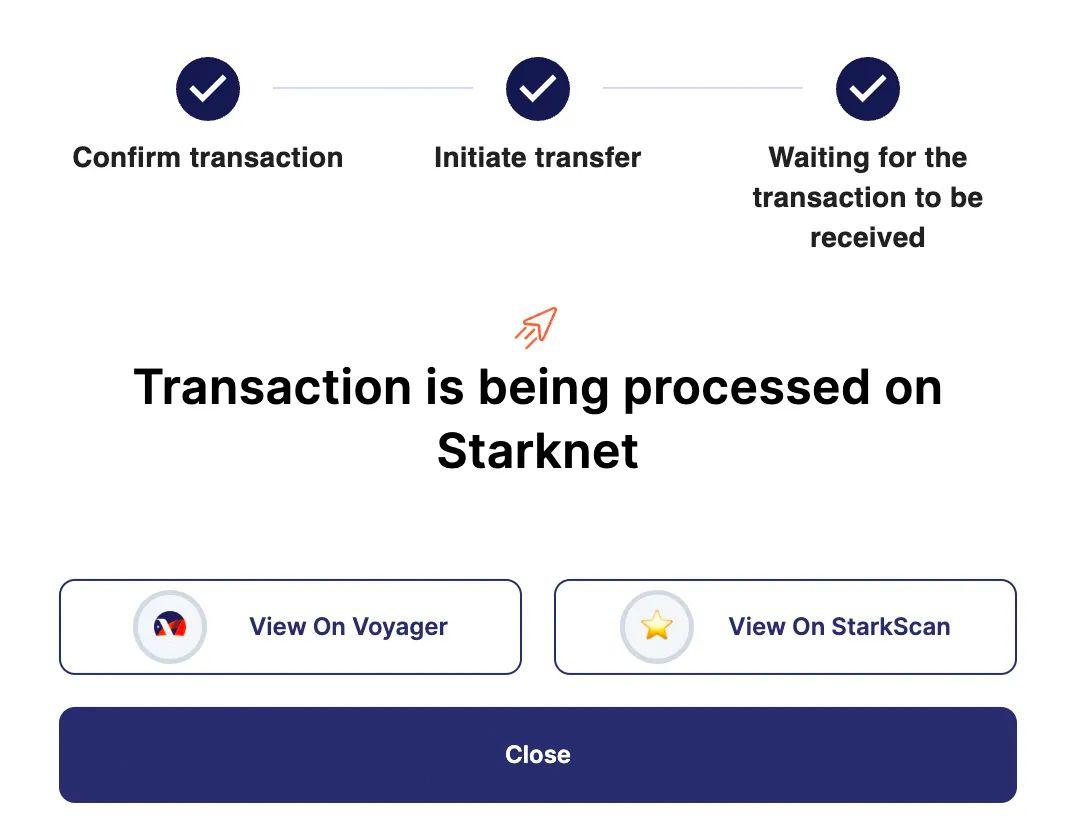 Confirm transaction
Initiate transfer
Waiting for the
transaction to be
received
Transaction is being processed on
Starknet
View On Voyager
View On StarkScan
Close